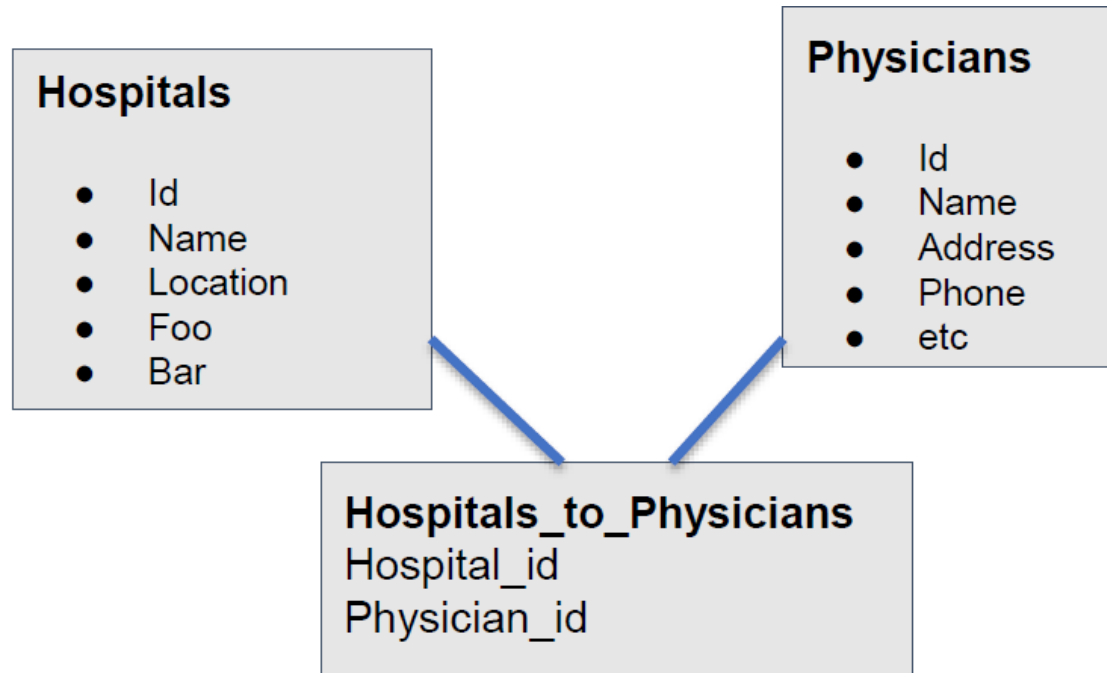 Hospitals
● Id
● Name
● Location
● Foo
● Bar
Physicians
● Id
● Name
● Address
● Phone
● etc
Hospitals_to_Physicians
Hospital_id
Physician_id